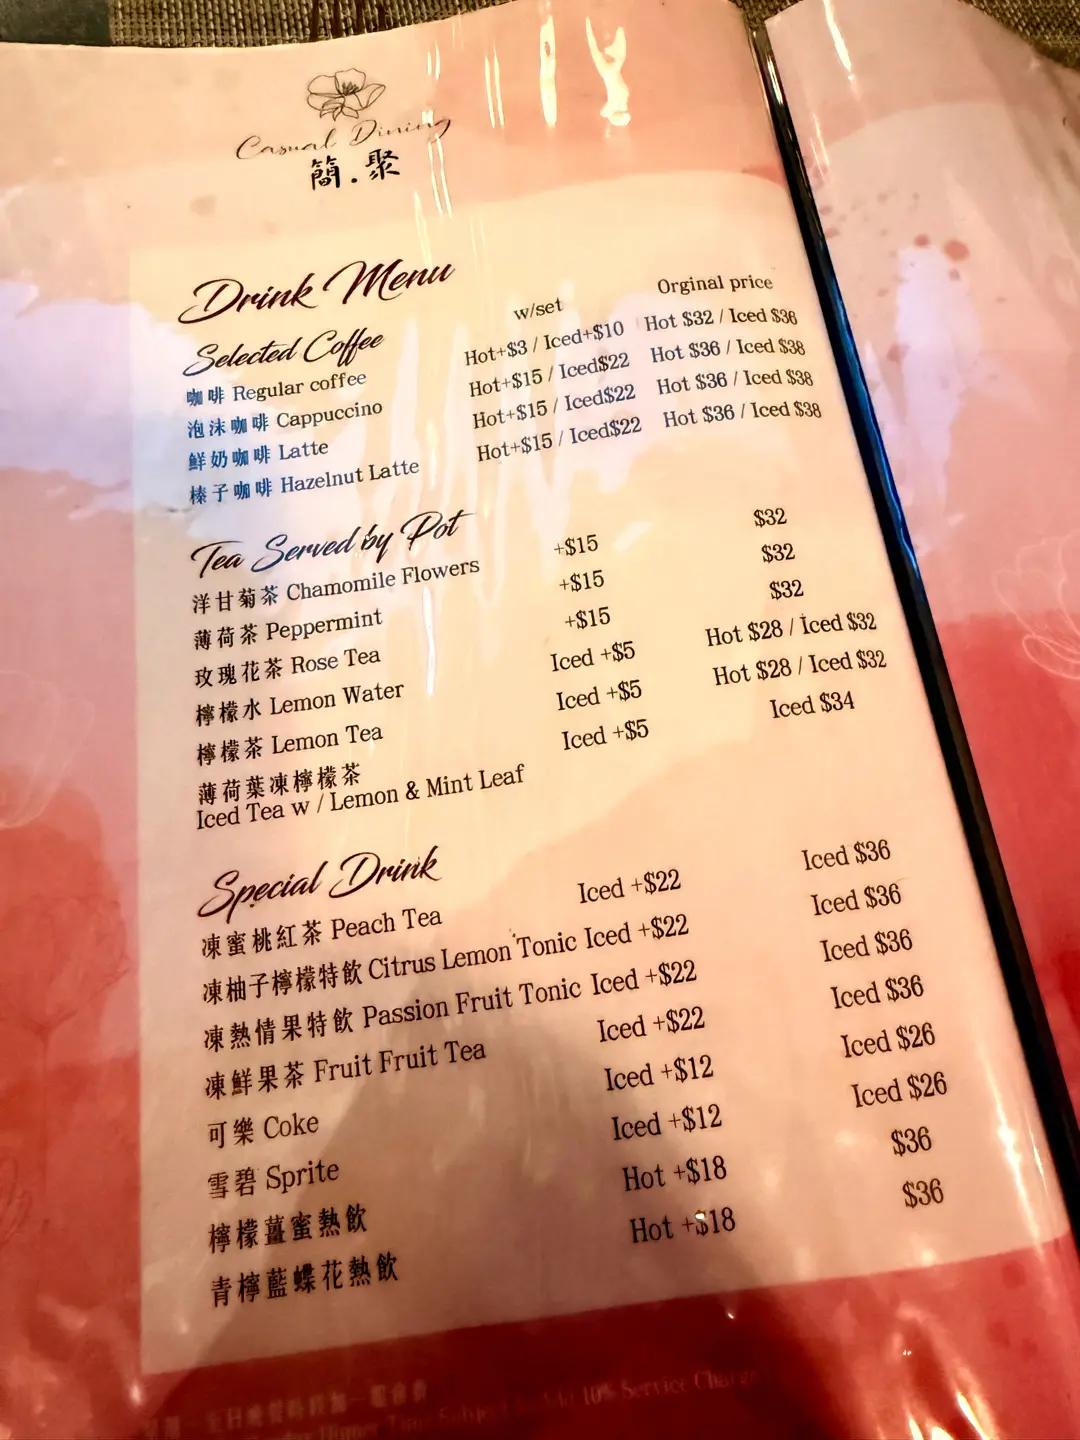 Casual Dining
簡.聚
Drink Menu
w/set Orginal price
Selected Coffee
咖啡 Regular coffee Hot+$3 / Iced+$10 Hot $32 / Iced $36
泡沫咖啡 Cappuccino Hot+$15 / Iced$22 Hot $36 / Iced $38
鮮奶咖啡 Latte Hot+$15 / Iced$22 Hot $36 / Iced $38
榛子咖啡 Hazelnut Latte Hot+$15 / Iced$22 Hot $36 / Iced $38
Tea Served by Pot
洋甘菊茶 Chamomile Flowers +$15 $32
薄荷茶 Peppermint +$15 $32
玫瑰花茶 Rose Tea +$15 $32
檸檬水 Lemon Water Iced +$5 Hot $28 / Iced $32
檸檬茶 Lemon Tea Iced +$5 Hot $28 / Iced $32
薄荷葉凍檸檬茶 Iced +$5 Iced $34
Iced Tea w / Lemon & Mint Leaf
Special Drink
凍蜜桃紅茶 Peach Tea Iced +$22 Iced $36
凍柚子檸檬特飲 Citrus Lemon Tonic Iced +$22 Iced $36
凍熱情果特飲 Passion Fruit Tonic Iced +$22 Iced $36
凍鮮果茶 Fruit Fruit Tea Iced +$22 Iced $36
可樂 Coke Iced +$12 Iced $26
雪碧 Sprite Iced +$12 Iced $26
檸檬薑蜜熱飲 Hot +$18 $36
青檸藍蝶花熱飲 Hot +$18 $36
10% Service Charge